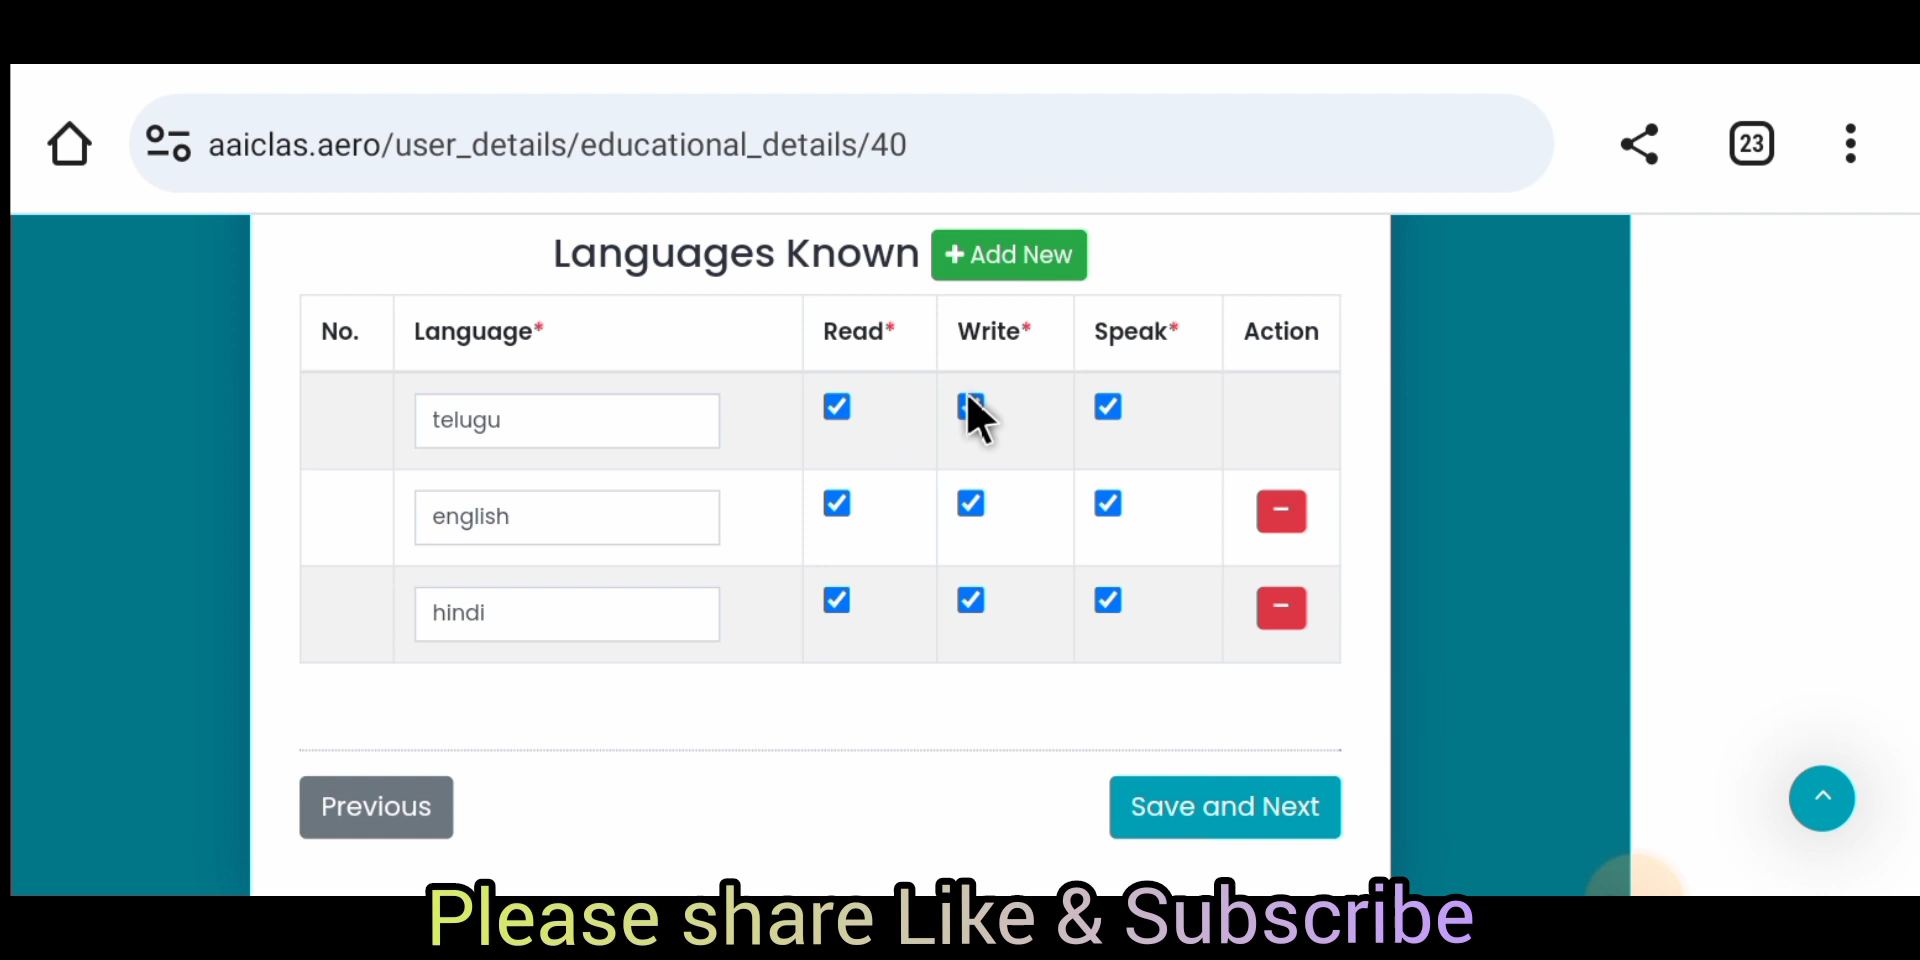 aaiclas.aero/user_details/educational_details/40
23
Languages Known + Add New
No. Language* Read* Write* Speak* Action
telugu
english
hindi
Previous Save and Next
Please share Like & Subscribe